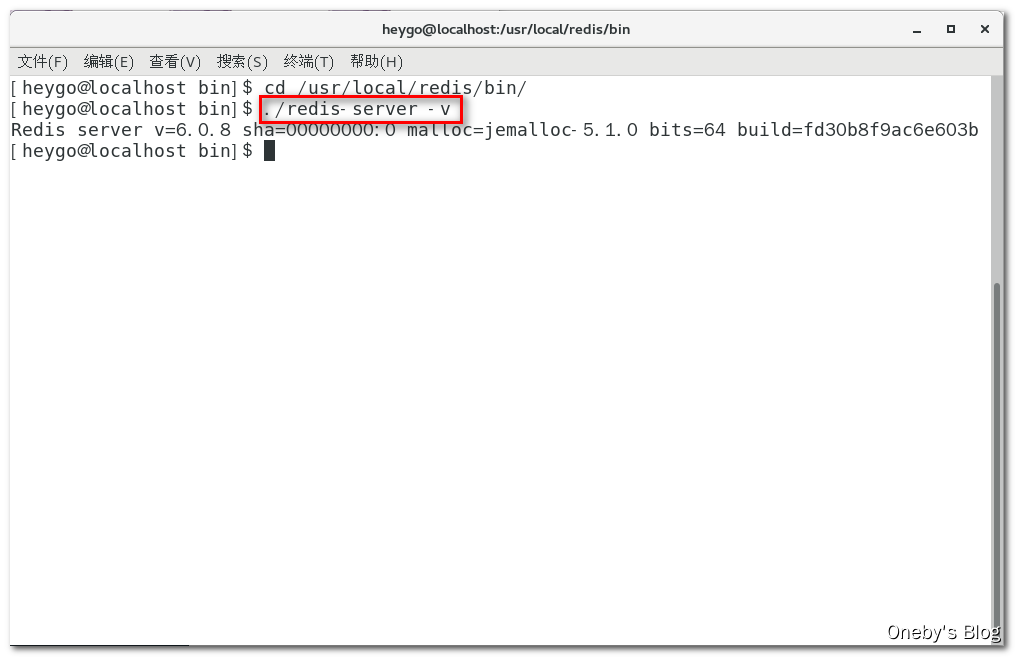 heygo@localhost:/usr/local/redis/bin
文件(F) 编辑(E) 查看(V) 搜索(S) 终端(T) 帮助(H)
[heygo@localhost bin]$ cd /usr/local/redis/bin/
[heygo@localhost bin]$ ./redis-server -v
Redis server v=6.0.8 sha=00000000:0 malloc=jemalloc-5.1.0 bits=64 build=fd30b8f9ac6e603b
[heygo@localhost bin]$
Oneby's Blog